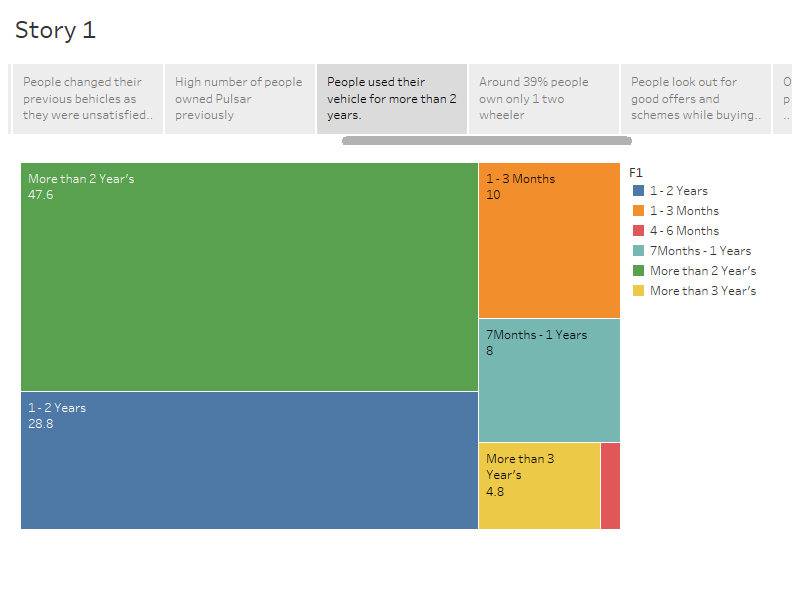 Story 1
People changed their
previous behicles as
they were unsatisfied..
High number of people
owned Pulsar
previously
People used their
vehicle for more than 2
years.
Around 39% people
own only 1 two
wheeler
People look out for
good offers and
schemes while buying..
O
p
..
More than 2 Year's
47.6
1 - 2 Years
28.8
1 - 3 Months
10
7Months - 1 Years
8
More than 3
Year's
4.8
F1
1 - 2 Years
1 - 3 Months
4 - 6 Months
7Months - 1 Years
More than 2 Year's
More than 3 Year's